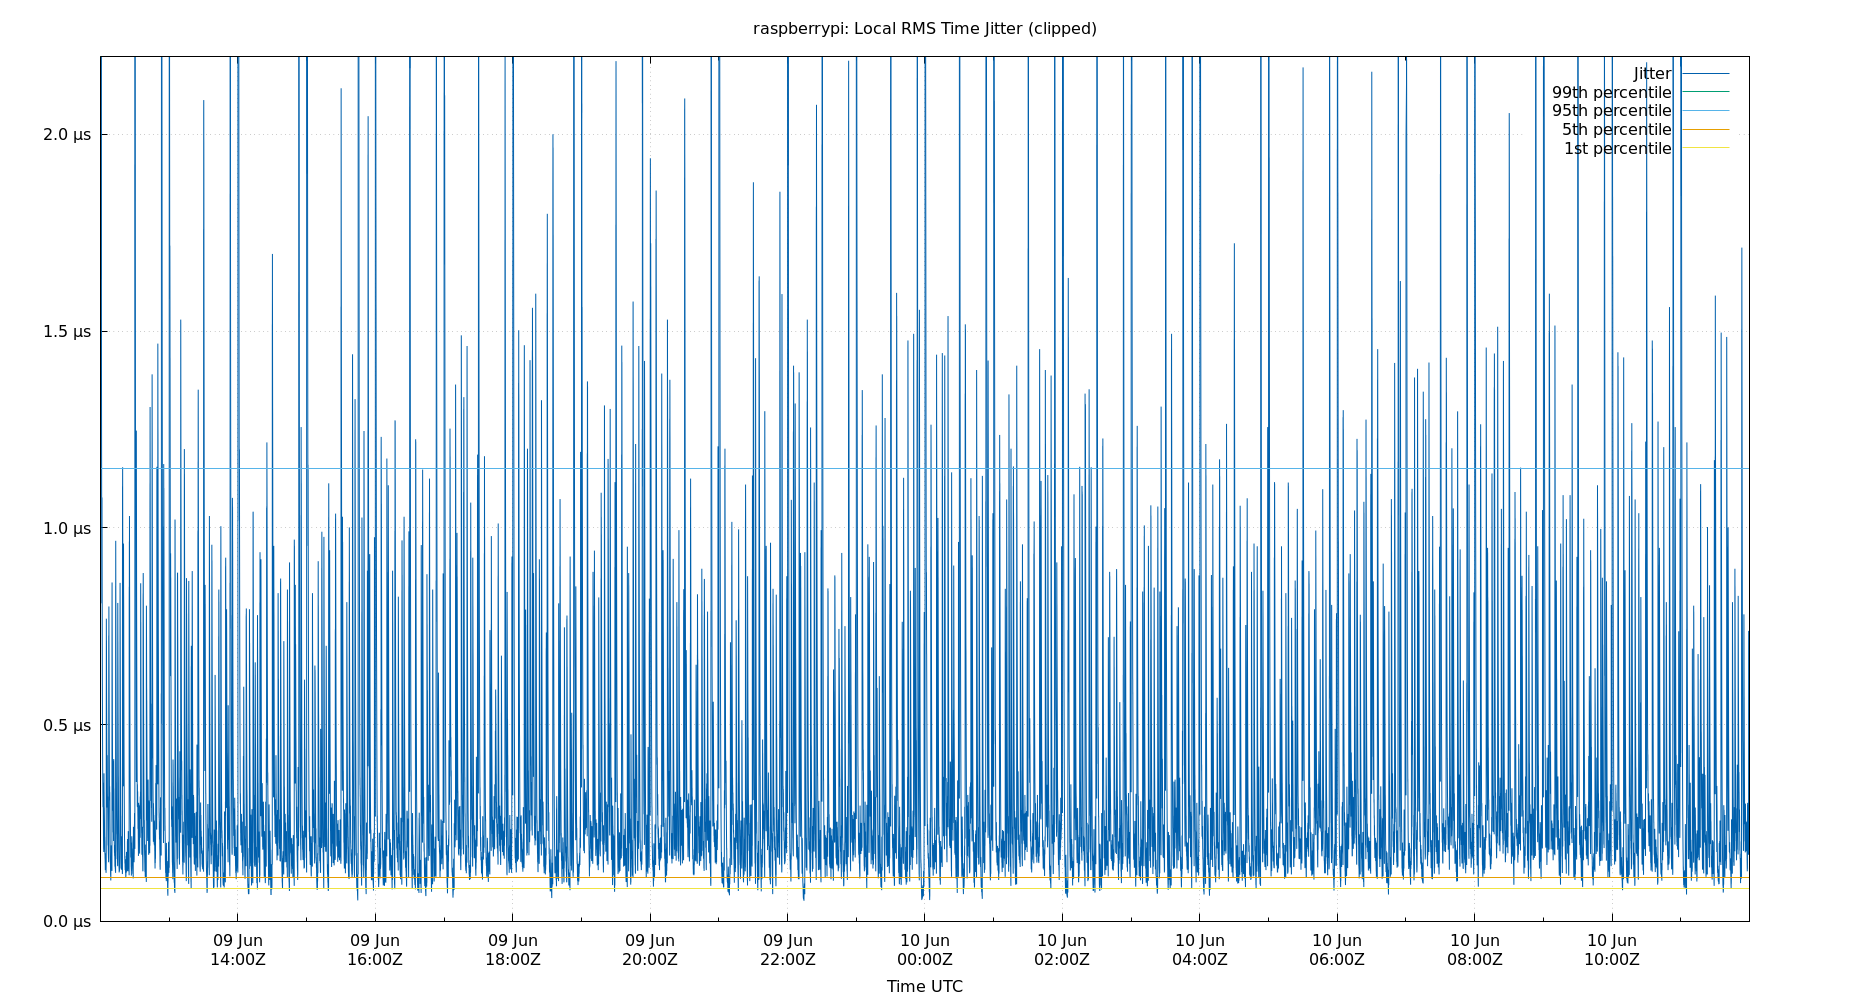 raspberrypi: Local RMS Time Jitter (clipped)
Jitter
99th percentile
95th percentile
5th percentile
1st percentile
2.0 µs
1.5 µs
1.0 µs
0.5 µs
0.0 µs
09 Jun 09 Jun 09 Jun 09 Jun 09 Jun 10 Jun 10 Jun 10 Jun 10 Jun 10 Jun 10 Jun
14:00Z 16:00Z 18:00Z 20:00Z 22:00Z 00:00Z 02:00Z 04:00Z 06:00Z 08:00Z 10:00Z
Time UTC